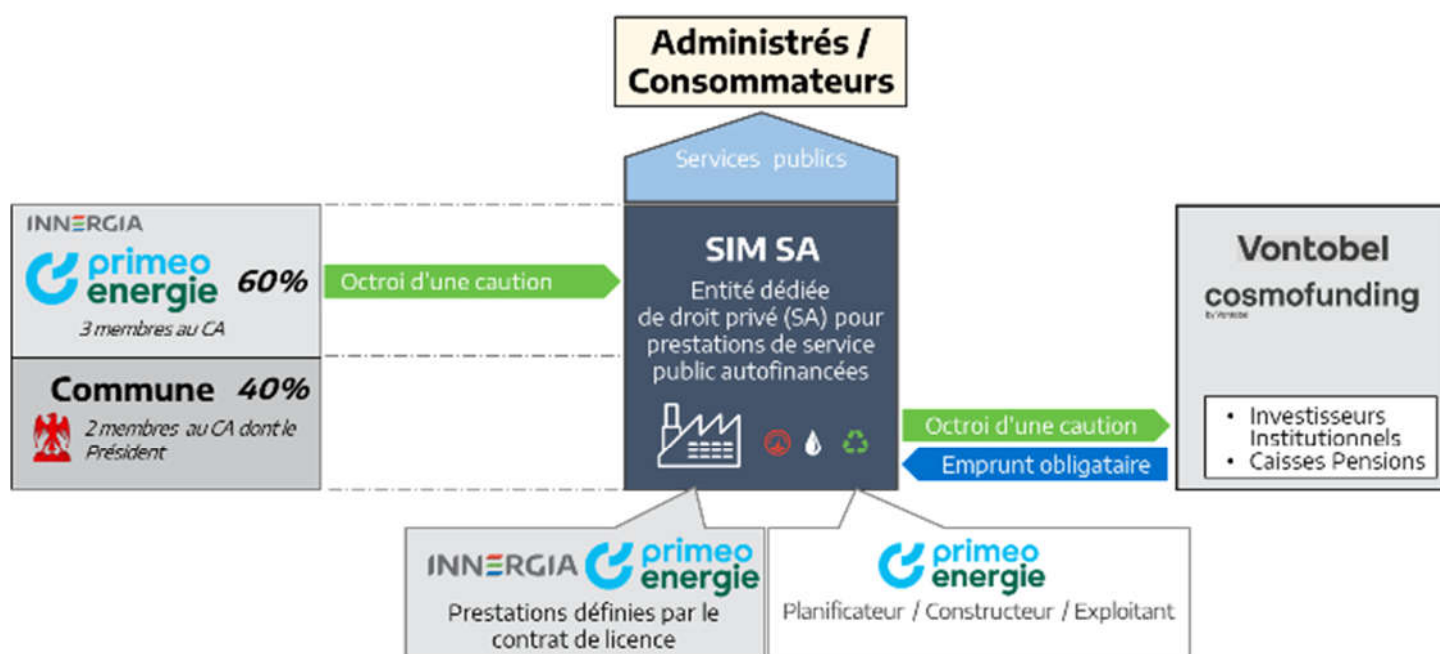 Administrés /
Consommateurs
Services publics
INNERGIA
primeo
energie
60%
3 membres au CA
Commune 40%
2 membres au CA dont le
Président
Octroi d'une caution
SIM SA
Entité dédiée
de droit privé (SA) pour
prestations de service
public autofinancées
Octroi d'une caution
Emprunt obligataire
Vontobel
cosmofunding
by Vontobel
• Investisseurs
Institutionnels
• Caisses Pensions
INNERGIA
primeo
energie
Prestations définies par le
contrat de licence
primeo
energie
Planificateur / Constructeur / Exploitant